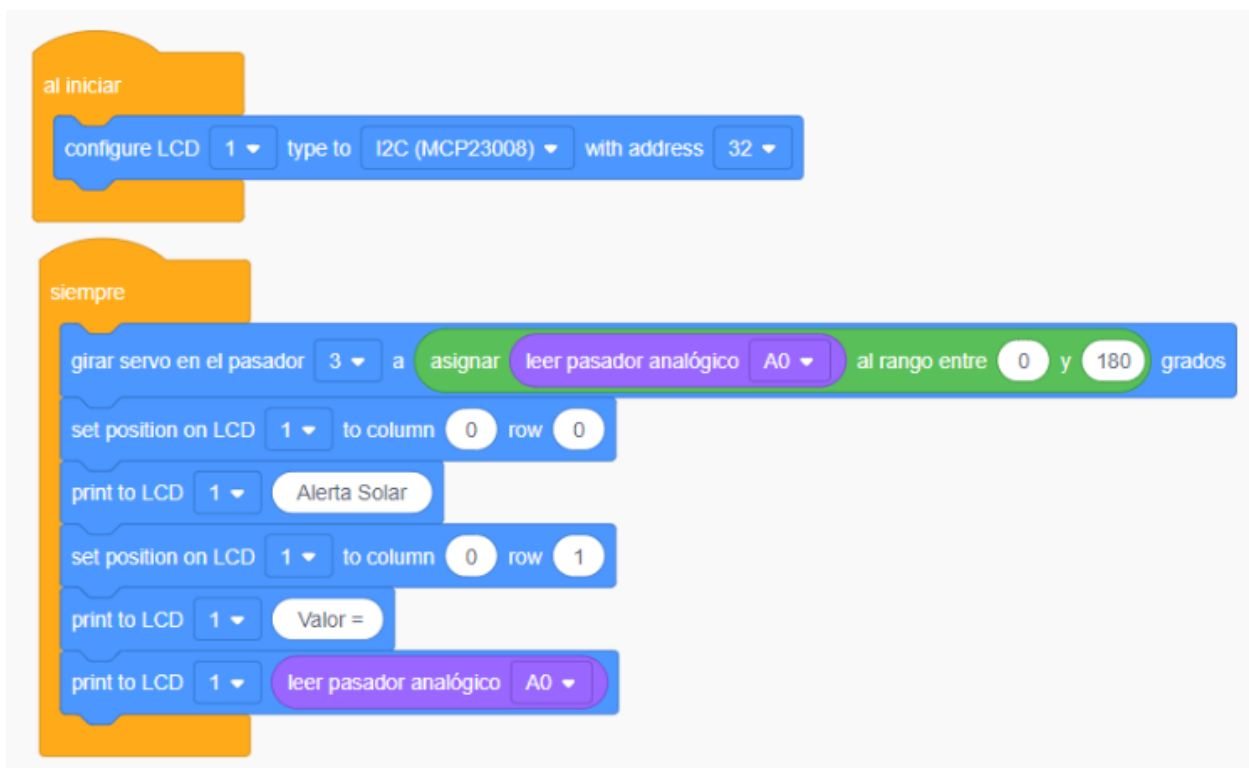 al iniciar
configure LCD 1 type to I2C (MCP23008) with address 32
siempre
girar servo en el pasador 3 a asignar leer pasador analógico A0 al rango entre 0 y 180 grados
set position on LCD 1 to column 0 row 0
print to LCD 1 Alerta Solar
set position on LCD 1 to column 0 row 1
print to LCD 1 Valor =
print to LCD 1 leer pasador analógico A0